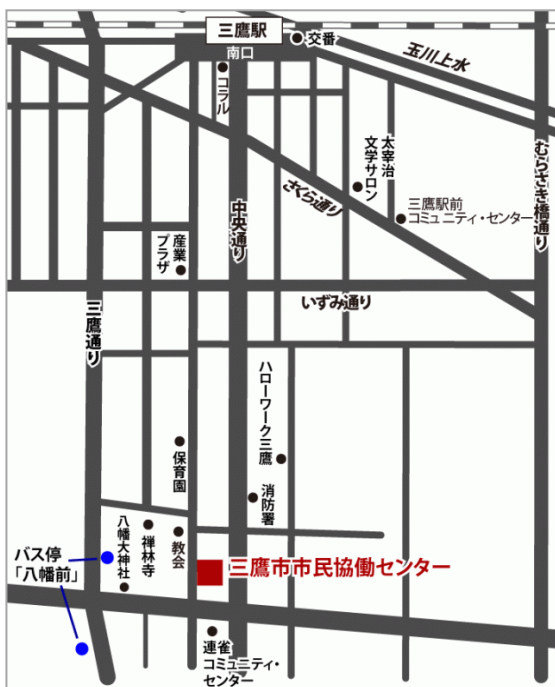 三鷹駅
南口
交番
玉川上水
コラル
太宰治
文学サロン
むらさき橋通り
中央通り
さくら通り
三鷹駅前
コミュニティ・センター
産業
プラザ
いずみ通り
三鷹通り
ハローワーク三鷹
保育園
消防署
八幡大神社
禅林寺
教会
バス停
「八幡前」
三鷹市市民協働センター
連雀
コミュニティ・
センター